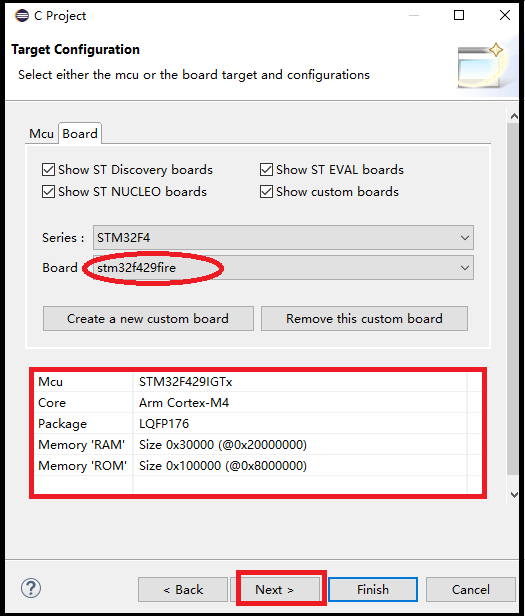 C Project
Target Configuration
Select either the mcu or the board target and configurations
Mcu Board
Show ST Discovery boards Show ST EVAL boards
Show ST NUCLEO boards Show custom boards
Series : STM32F4
Board stm32f429fire
Create a new custom board Remove this custom board
Mcu STM32F429IGTx
Core Arm Cortex-M4
Package LQFP176
Memory 'RAM' Size 0x30000 (@0x20000000)
Memory 'ROM' Size 0x100000 (@0x8000000)
? < Back Next > Finish Cancel